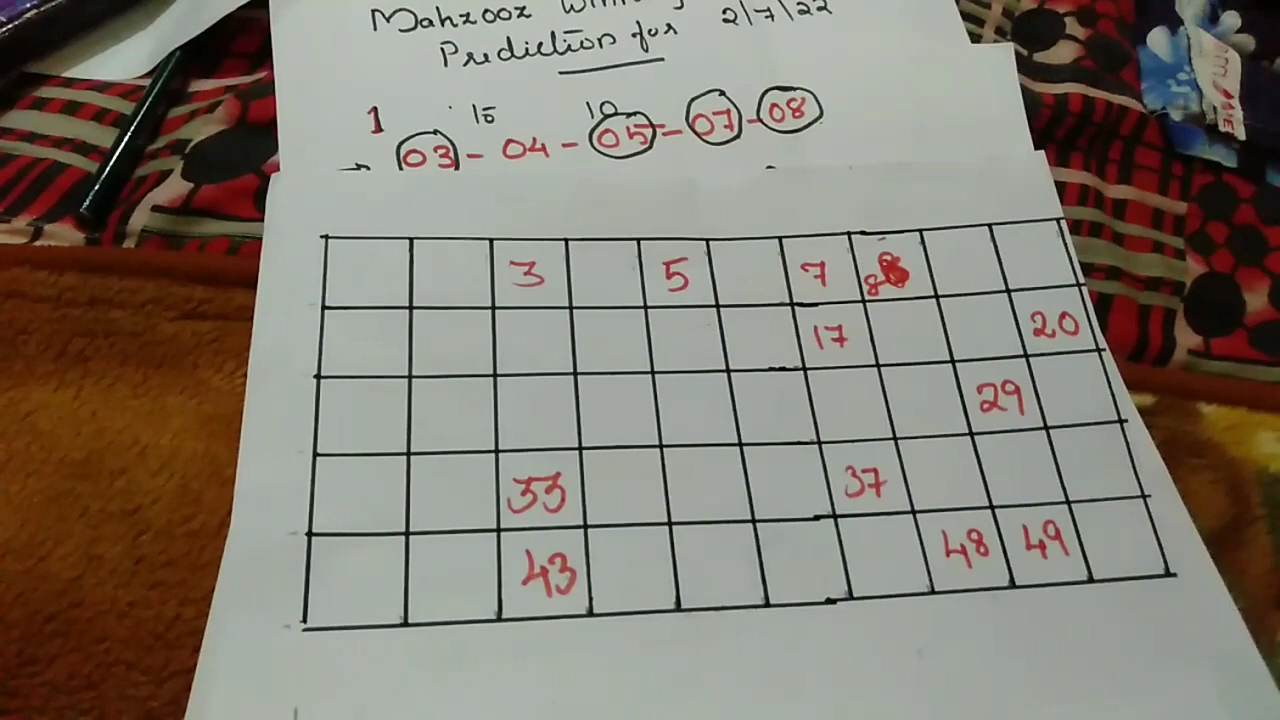 Mahzooz
Prediction for 2/7/22
1 15 10
03 - 04 - 05 - 07 - 08
3 5 7 8 8
17 20
29
33 37
43 48 49